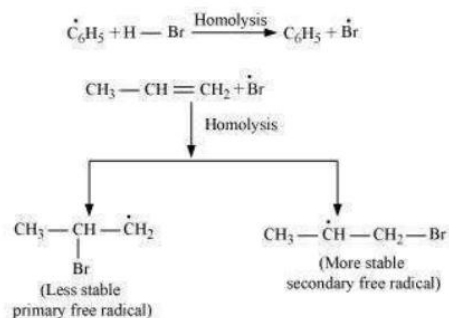 Ċ₆H₅ + H — Br Homolysis C₆H₅ + Ḃr
CH₃ — CH = CH₂ + Ḃr
Homolysis
CH₃ — CH — ĊH₂ CH₃ — ĊH — CH₂ — Br
Br
(Less stable (More stable
primary free radical) secondary free radical)